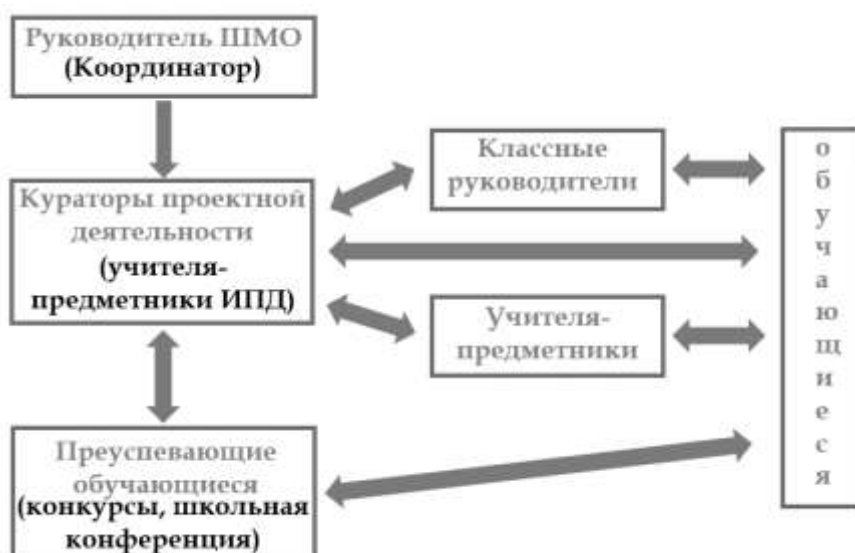 Руководитель ШМО
(Координатор)
Кураторы проектной
деятельности
(учителя-
предметники ИПД)
Классные
руководители
Учителя-
предметники
Преуспевающие
обучающиеся
(конкурсы, школьная
конференция)
о
б
у
ч
а
ю
щ
и
е
с
я